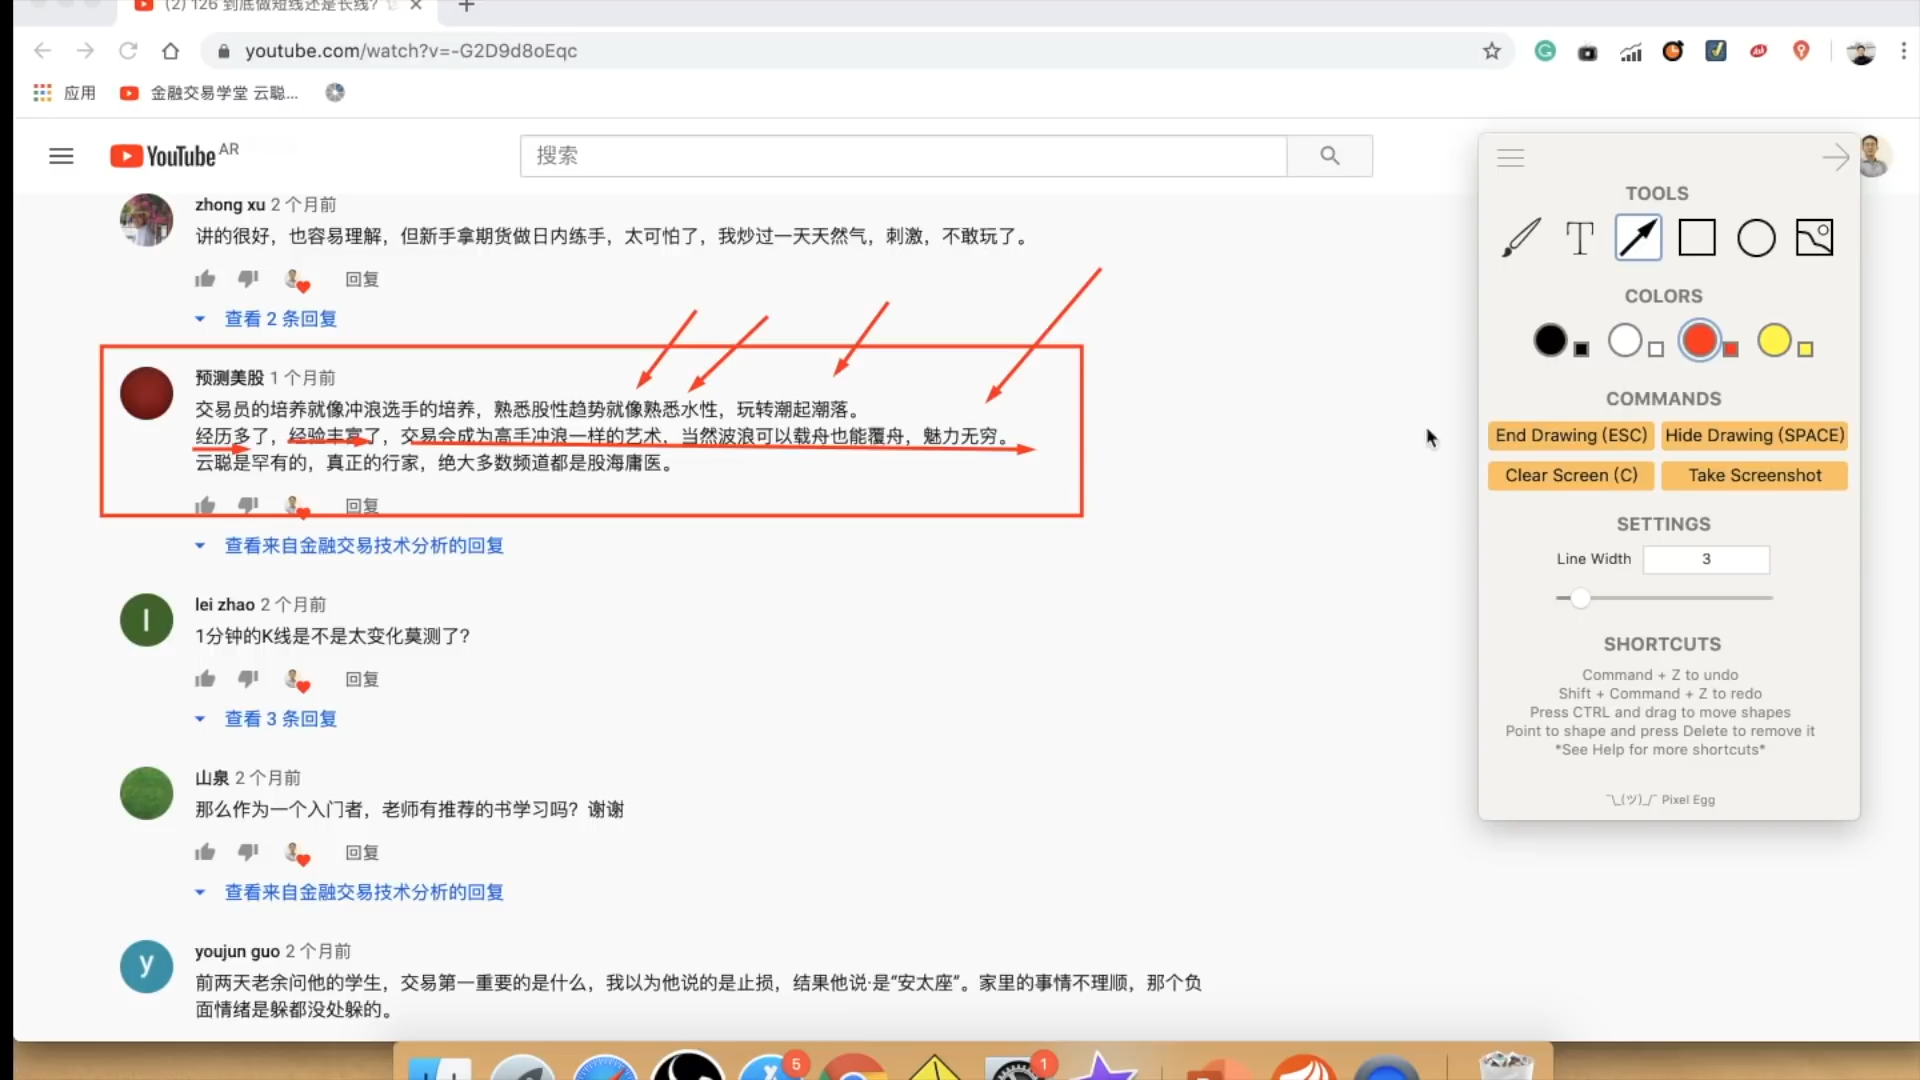 (2) 126 到底做短线还是长线?
youtube.com/watch?v=-G2D9d8oEqc
应用
金融交易学堂 云聪...
YouTube AR
搜索
zhong xu 2 个月前
讲的很好，也容易理解，但新手拿期货做日内练手，太可怕了，我炒过一天天然气，刺激，不敢玩了。
回复
查看 2 条回复
预测美股 1 个月前
交易员的培养就像冲浪选手的培养，熟悉股性趋势就像熟悉水性，玩转潮起潮落。
经历多了，经验丰富了，交易会成为高手冲浪一样的艺术，当然波浪可以载舟也能覆舟，魅力无穷。
云聪是罕有的，真正的行家，绝大多数频道都是股海庸医。
回复
查看来自金融交易技术分析的回复
l
lei zhao 2 个月前
1分钟的K线是不是太变化莫测了?
回复
查看 3 条回复
山泉 2 个月前
那么作为一个入门者，老师有推荐的书学习吗？谢谢
回复
查看来自金融交易技术分析的回复
y
youjun guo 2 个月前
前两天老余问他的学生，交易第一重要的是什么，我以为他说的是止损，结果他说·是“安太座”。家里的事情不理顺，那个负
面情绪是躲都没处躲的。
TOOLS
T
COLORS
COMMANDS
End Drawing (ESC)
Hide Drawing (SPACE)
Clear Screen (C)
Take Screenshot
SETTINGS
Line Width 3
SHORTCUTS
Command + Z to undo
Shift + Command + Z to redo
Press CTRL and drag to move shapes
Point to shape and press Delete to remove it
*See Help for more shortcuts*
¯\_(ツ)_/¯ Pixel Egg
5
1